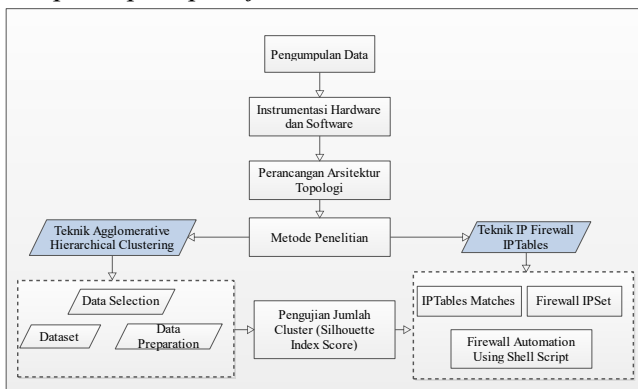 Pengumpulan Data
Instrumentasi Hardware
dan Software
Perancangan Arsitektur
Topologi
Teknik Agglomerative
Hierarchical Clustering
Metode Penelitian
Teknik IP Firewall
IPTables
Data Selection
Dataset
Data
Preparation
Pengujian Jumlah
Cluster (Silhouette
Index Score)
IPTables Matches
Firewall IPSet
Firewall Automation
Using Shell Script